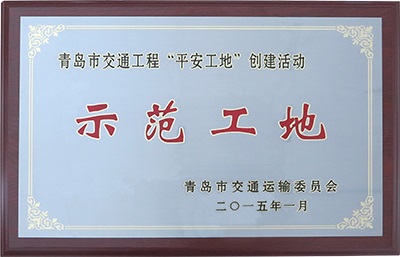 青岛市交通工程“平安工地”创建活动
示范工地
青岛市交通运输委员会
二〇一五年一月